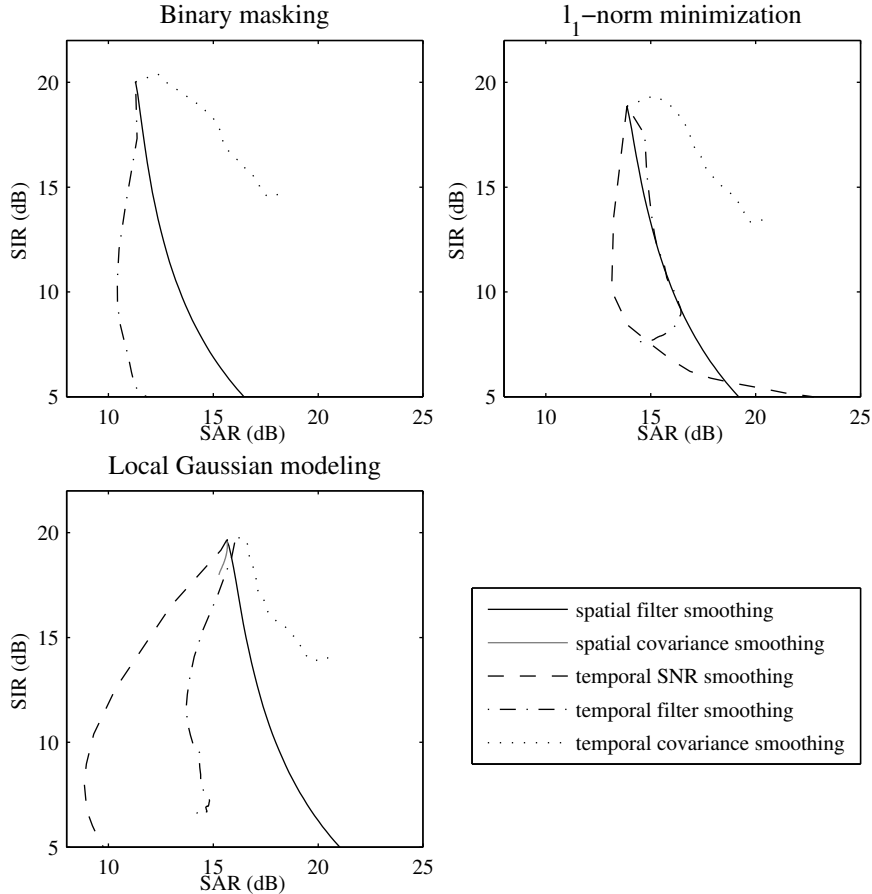 Binary masking
20
15
10
5
SIR (dB)
10 15 20 25
SAR (dB)
l1−norm minimization
20
15
10
5
SIR (dB)
10 15 20 25
SAR (dB)
Local Gaussian modeling
20
15
10
5
SIR (dB)
10 15 20 25
SAR (dB)
spatial filter smoothing
spatial covariance smoothing
temporal SNR smoothing
temporal filter smoothing
temporal covariance smoothing